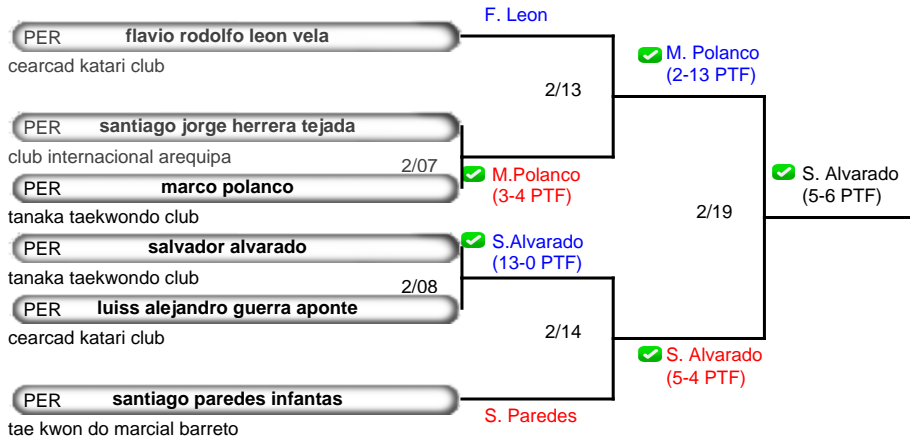 F. Leon
PER flavio rodolfo leon vela
cearcad katari club
M. Polanco
(2-13 PTF)
2/13
PER santiago jorge herrera tejada
club internacional arequipa
2/07
M.Polanco
(3-4 PTF)
PER marco polanco
tanaka taekwondo club
S. Alvarado
(5-6 PTF)
2/19
PER salvador alvarado
tanaka taekwondo club
S.Alvarado
(13-0 PTF)
2/08
PER luiss alejandro guerra aponte
cearcad katari club
2/14
S. Alvarado
(5-4 PTF)
PER santiago paredes infantas
tae kwon do marcial barreto
S. Paredes